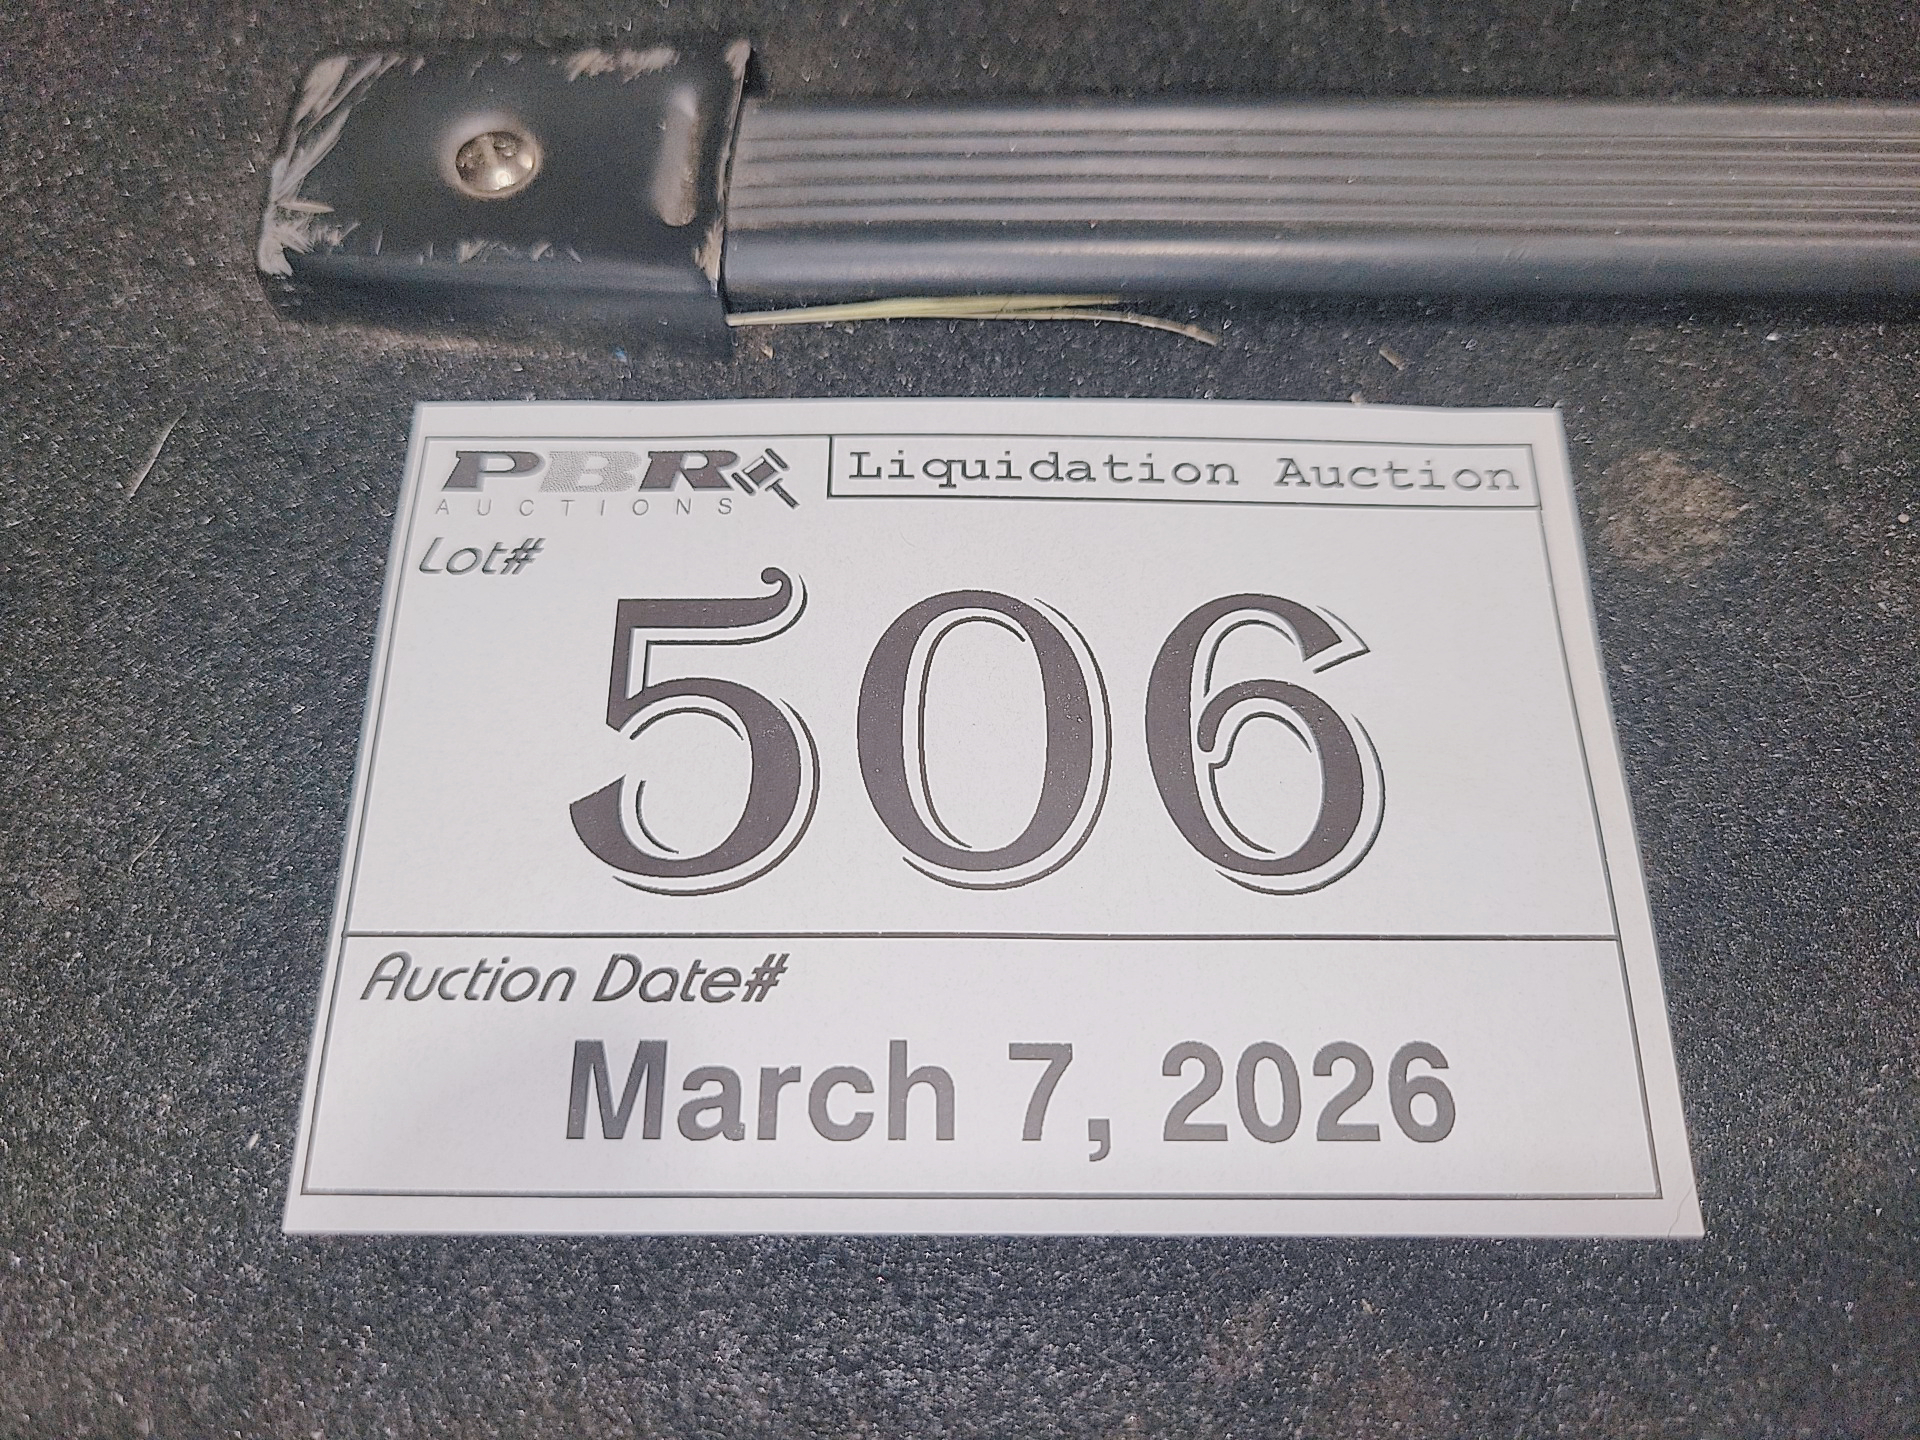 PBR
AUCTIONS
Liquidation Auction
Lot#
506
Auction Date#
March 7, 2026